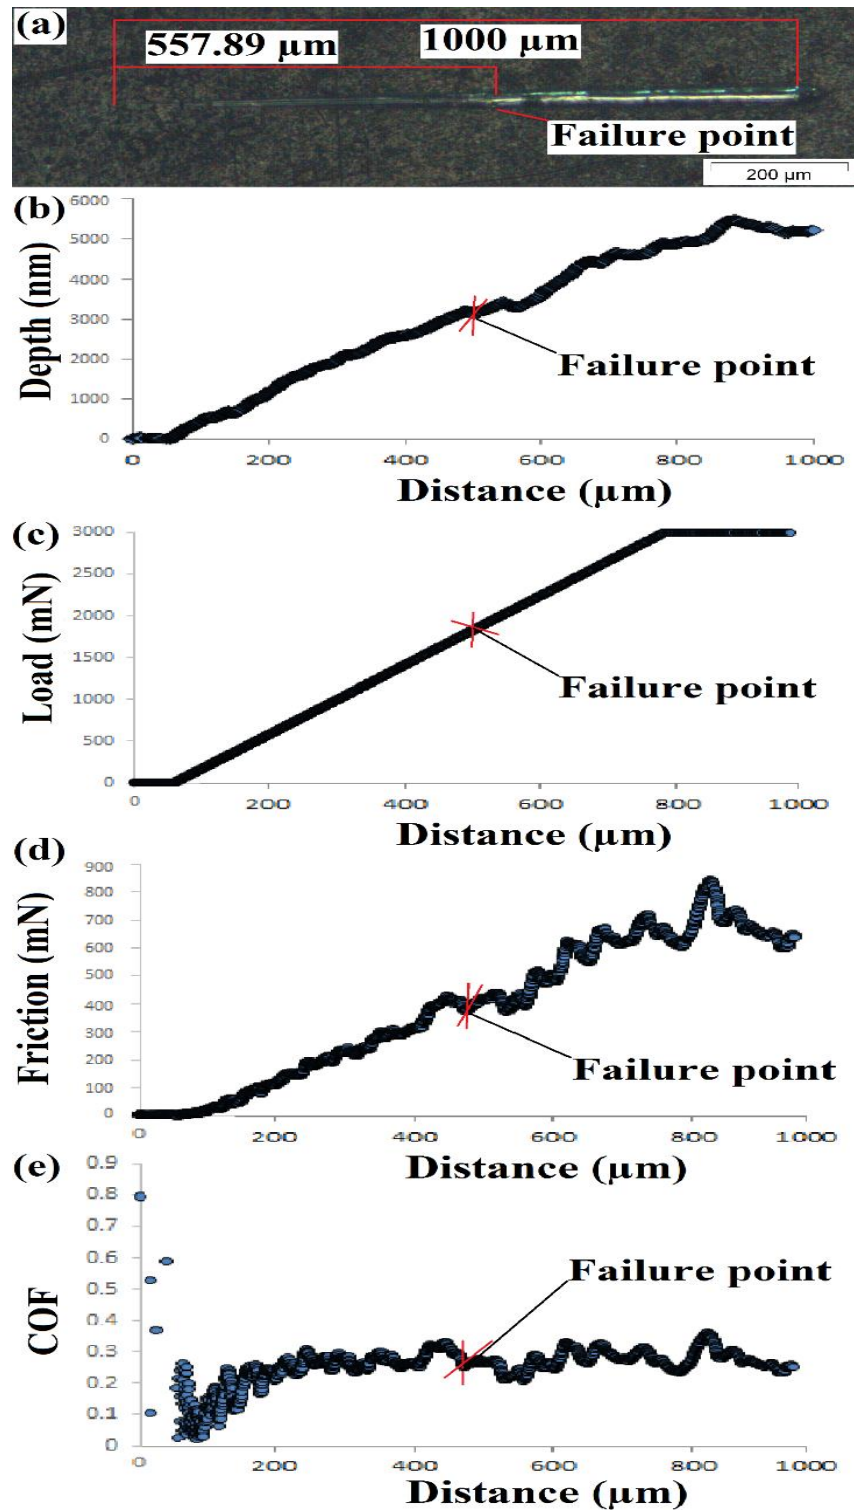 (a)
557.89 μm
1000 μm
Failure point
200 μm
(b)
Depth (nm)
6000
5000
4000
3000
2000
1000
0
Failure point
0 200 400 600 800 1000
Distance (μm)
(c)
Load (mN)
3000
2500
2000
1500
1000
500
0
Failure point
0 200 400 600 800 1000
Distance (μm)
(d)
Friction (mN)
900
800
700
600
500
400
300
200
100
0
Failure point
0 200 400 600 800 1000
Distance (μm)
(e)
COF
0.9
0.8
0.7
0.6
0.5
0.4
0.3
0.2
0.1
0
Failure point
0 200 400 600 800 1000
Distance (μm)